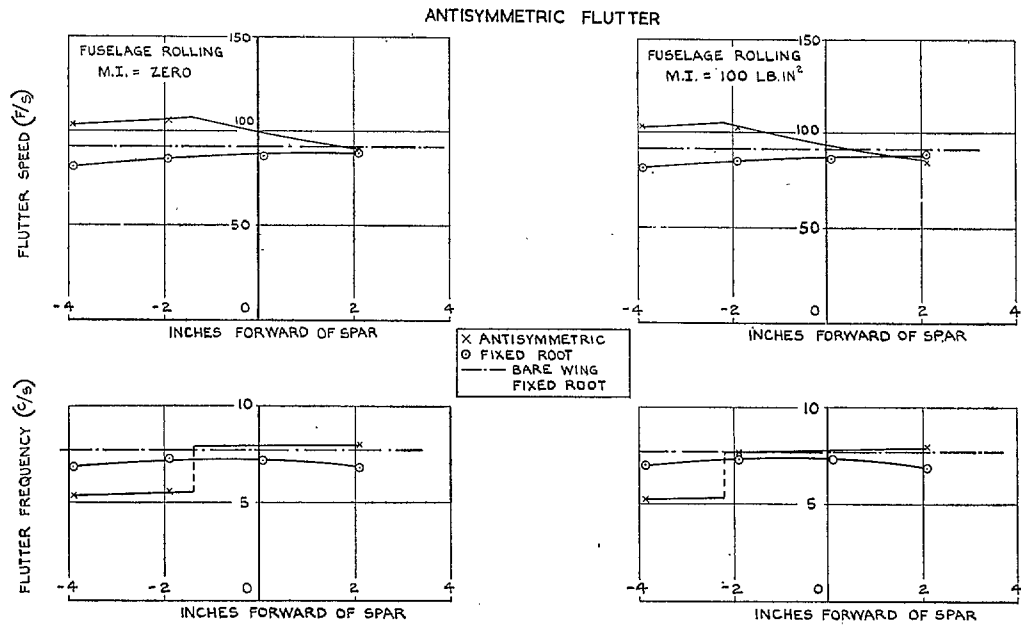 ANTISYMMETRIC FLUTTER
FUSELAGE ROLLING
M.I. = ZERO
150
100
50
0
-4
-2
2
4
INCHES FORWARD OF SPAR
FLUTTER SPEED (F/S)
FUSELAGE ROLLING
M.I. = 100 LB.IN²
150
100
50
0
-4
-2
2
4
INCHES FORWARD OF SPAR
× ANTISYMMETRIC
⊙ FIXED ROOT
BARE WING
FIXED ROOT
FLUTTER FREQUENCY (C/S)
10
5
0
-4
-2
2
4
INCHES FORWARD OF SPAR
10
5
0
-4
-2
2
4
INCHES FORWARD OF SPAR